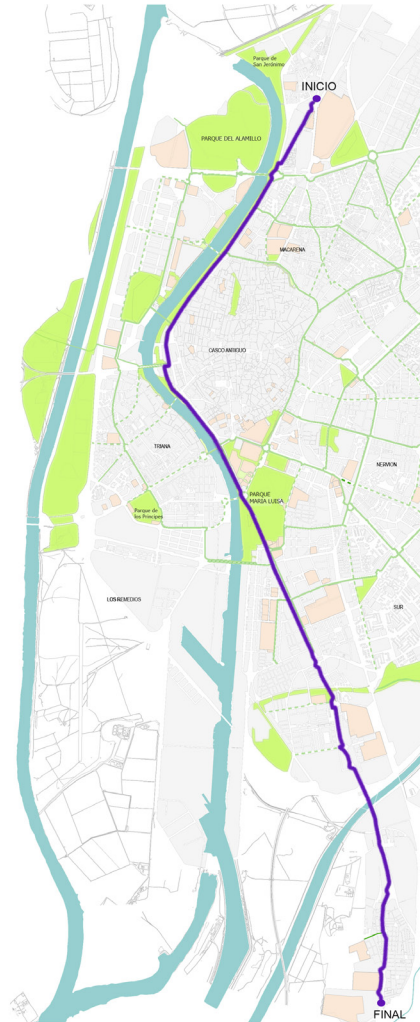 Parque de
San Jerónimo
INICIO
PARQUE DEL ALAMILLO
MACARENA
CASCO ANTIGUO
TRIANA
NERVION
PARQUE
MARIA LUISA
Parque de
los Principes
LOS REMEDIOS
SUR
FINAL